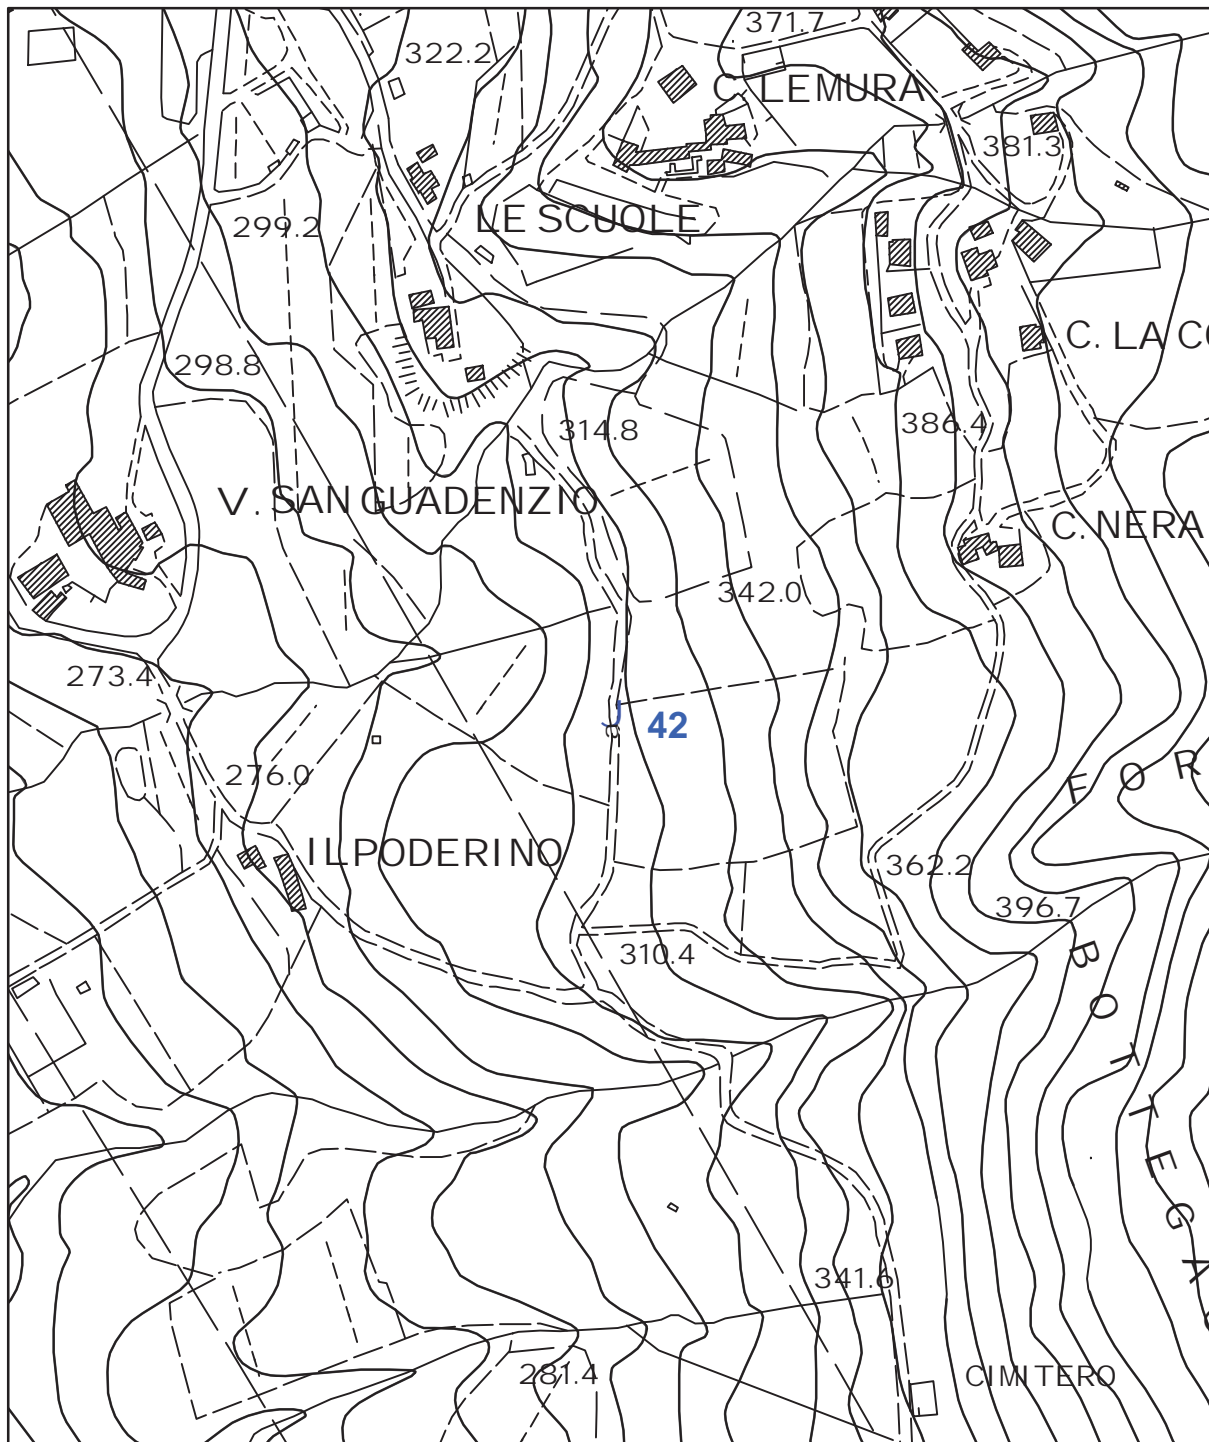 371.7
322.2
C. LEMURA
381.3
LE SCUOLE
299.2
C. LA CO
298.8
314.8
386.4
V. SAN GUADENZIO
C. NERA
342.0
273.4
42
276.0
FOR
IL PODERINO
362.2
396.7
310.4
BOTTEGA
341.6
281.4
CIMITERO